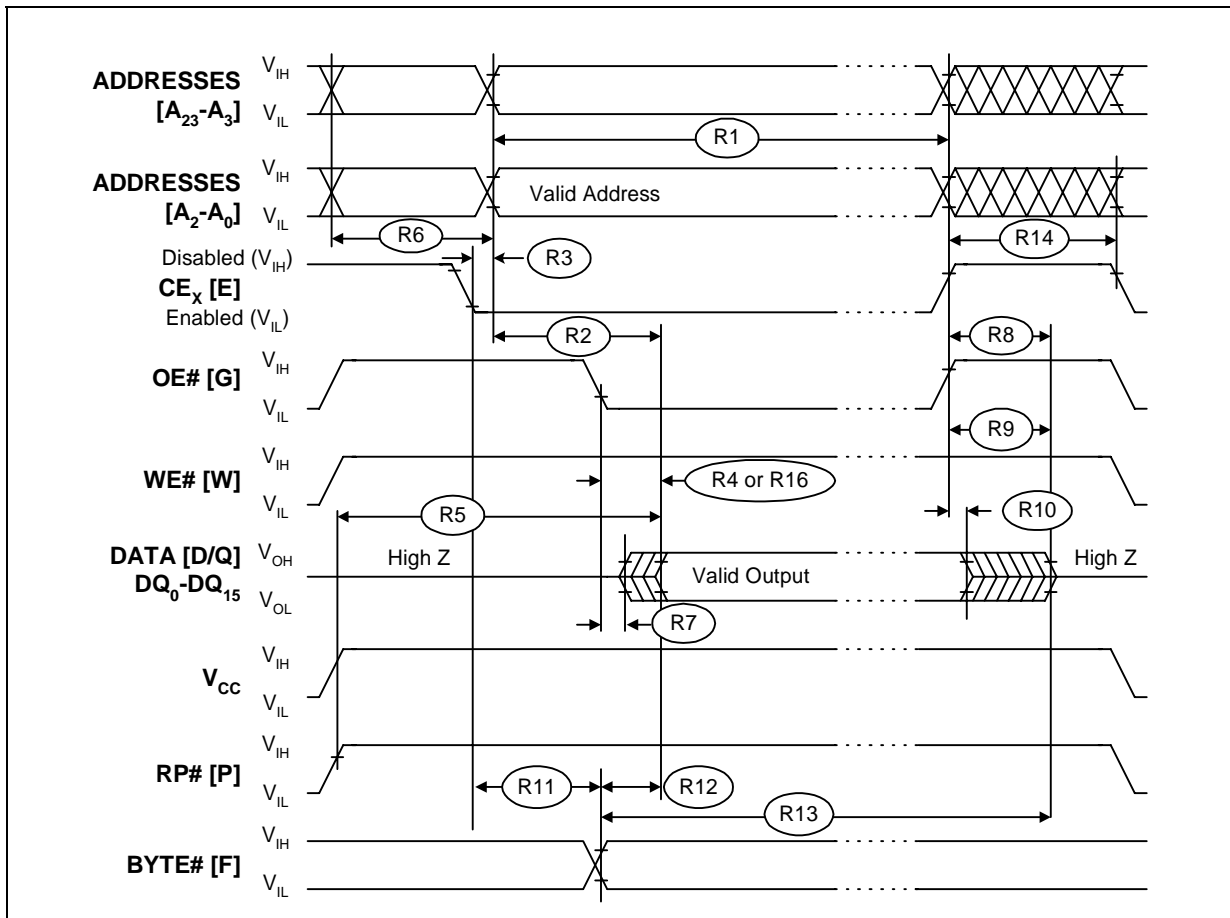 ADDRESSES
[A23-A3]
VIH
VIL
R1
ADDRESSES
[A2-A0]
VIH
VIL
Valid Address
R6
R14
Disabled (VIH)
CEX [E]
Enabled (VIL)
R3
R2
R8
OE# [G]
VIH
VIL
R9
WE# [W]
VIH
VIL
R4 or R16
R5
R10
DATA [D/Q]
DQ0-DQ15
VOH
VOL
High Z
Valid Output
High Z
R7
VCC
VIH
VIL
RP# [P]
VIH
VIL
R11
R12
R13
BYTE# [F]
VIH
VIL